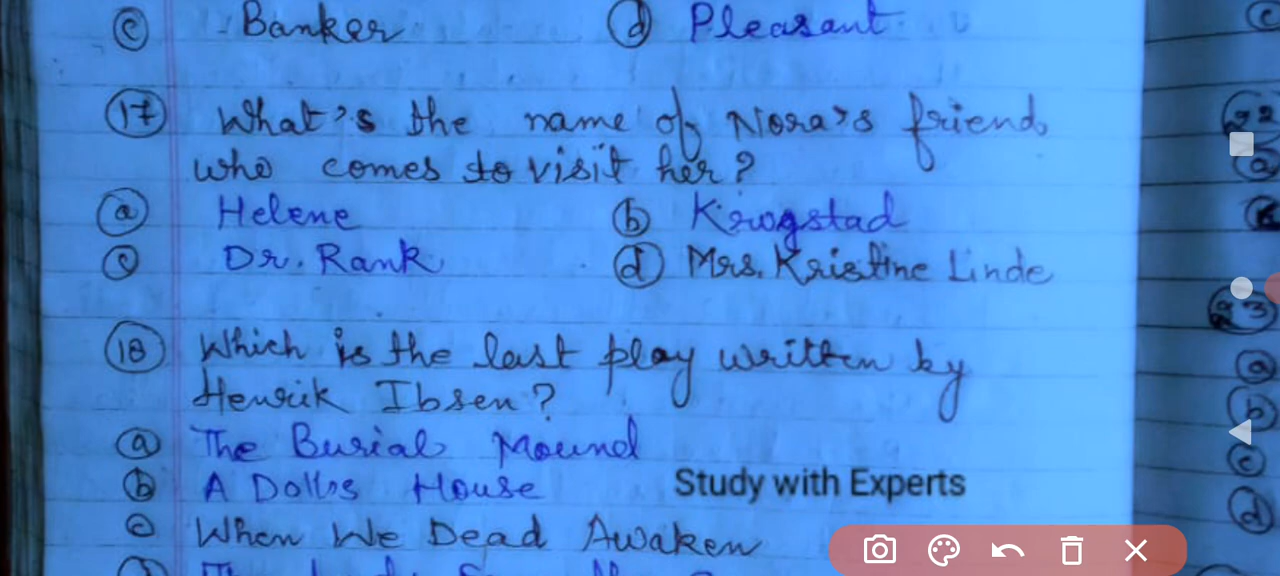 ⓒ Banker ⓓ Pleasant
⑰ What's the name of Nora's friend,
who comes to visit her?
ⓐ Helene ⓑ Krogstad
ⓒ Dr. Rank ⓓ Mrs. Kristine Linde
⑱ Which is the last play written by
Henrik Ibsen?
ⓐ The Burial Mound
ⓑ A Doll's House
Study with Experts
ⓒ When We Dead Awaken